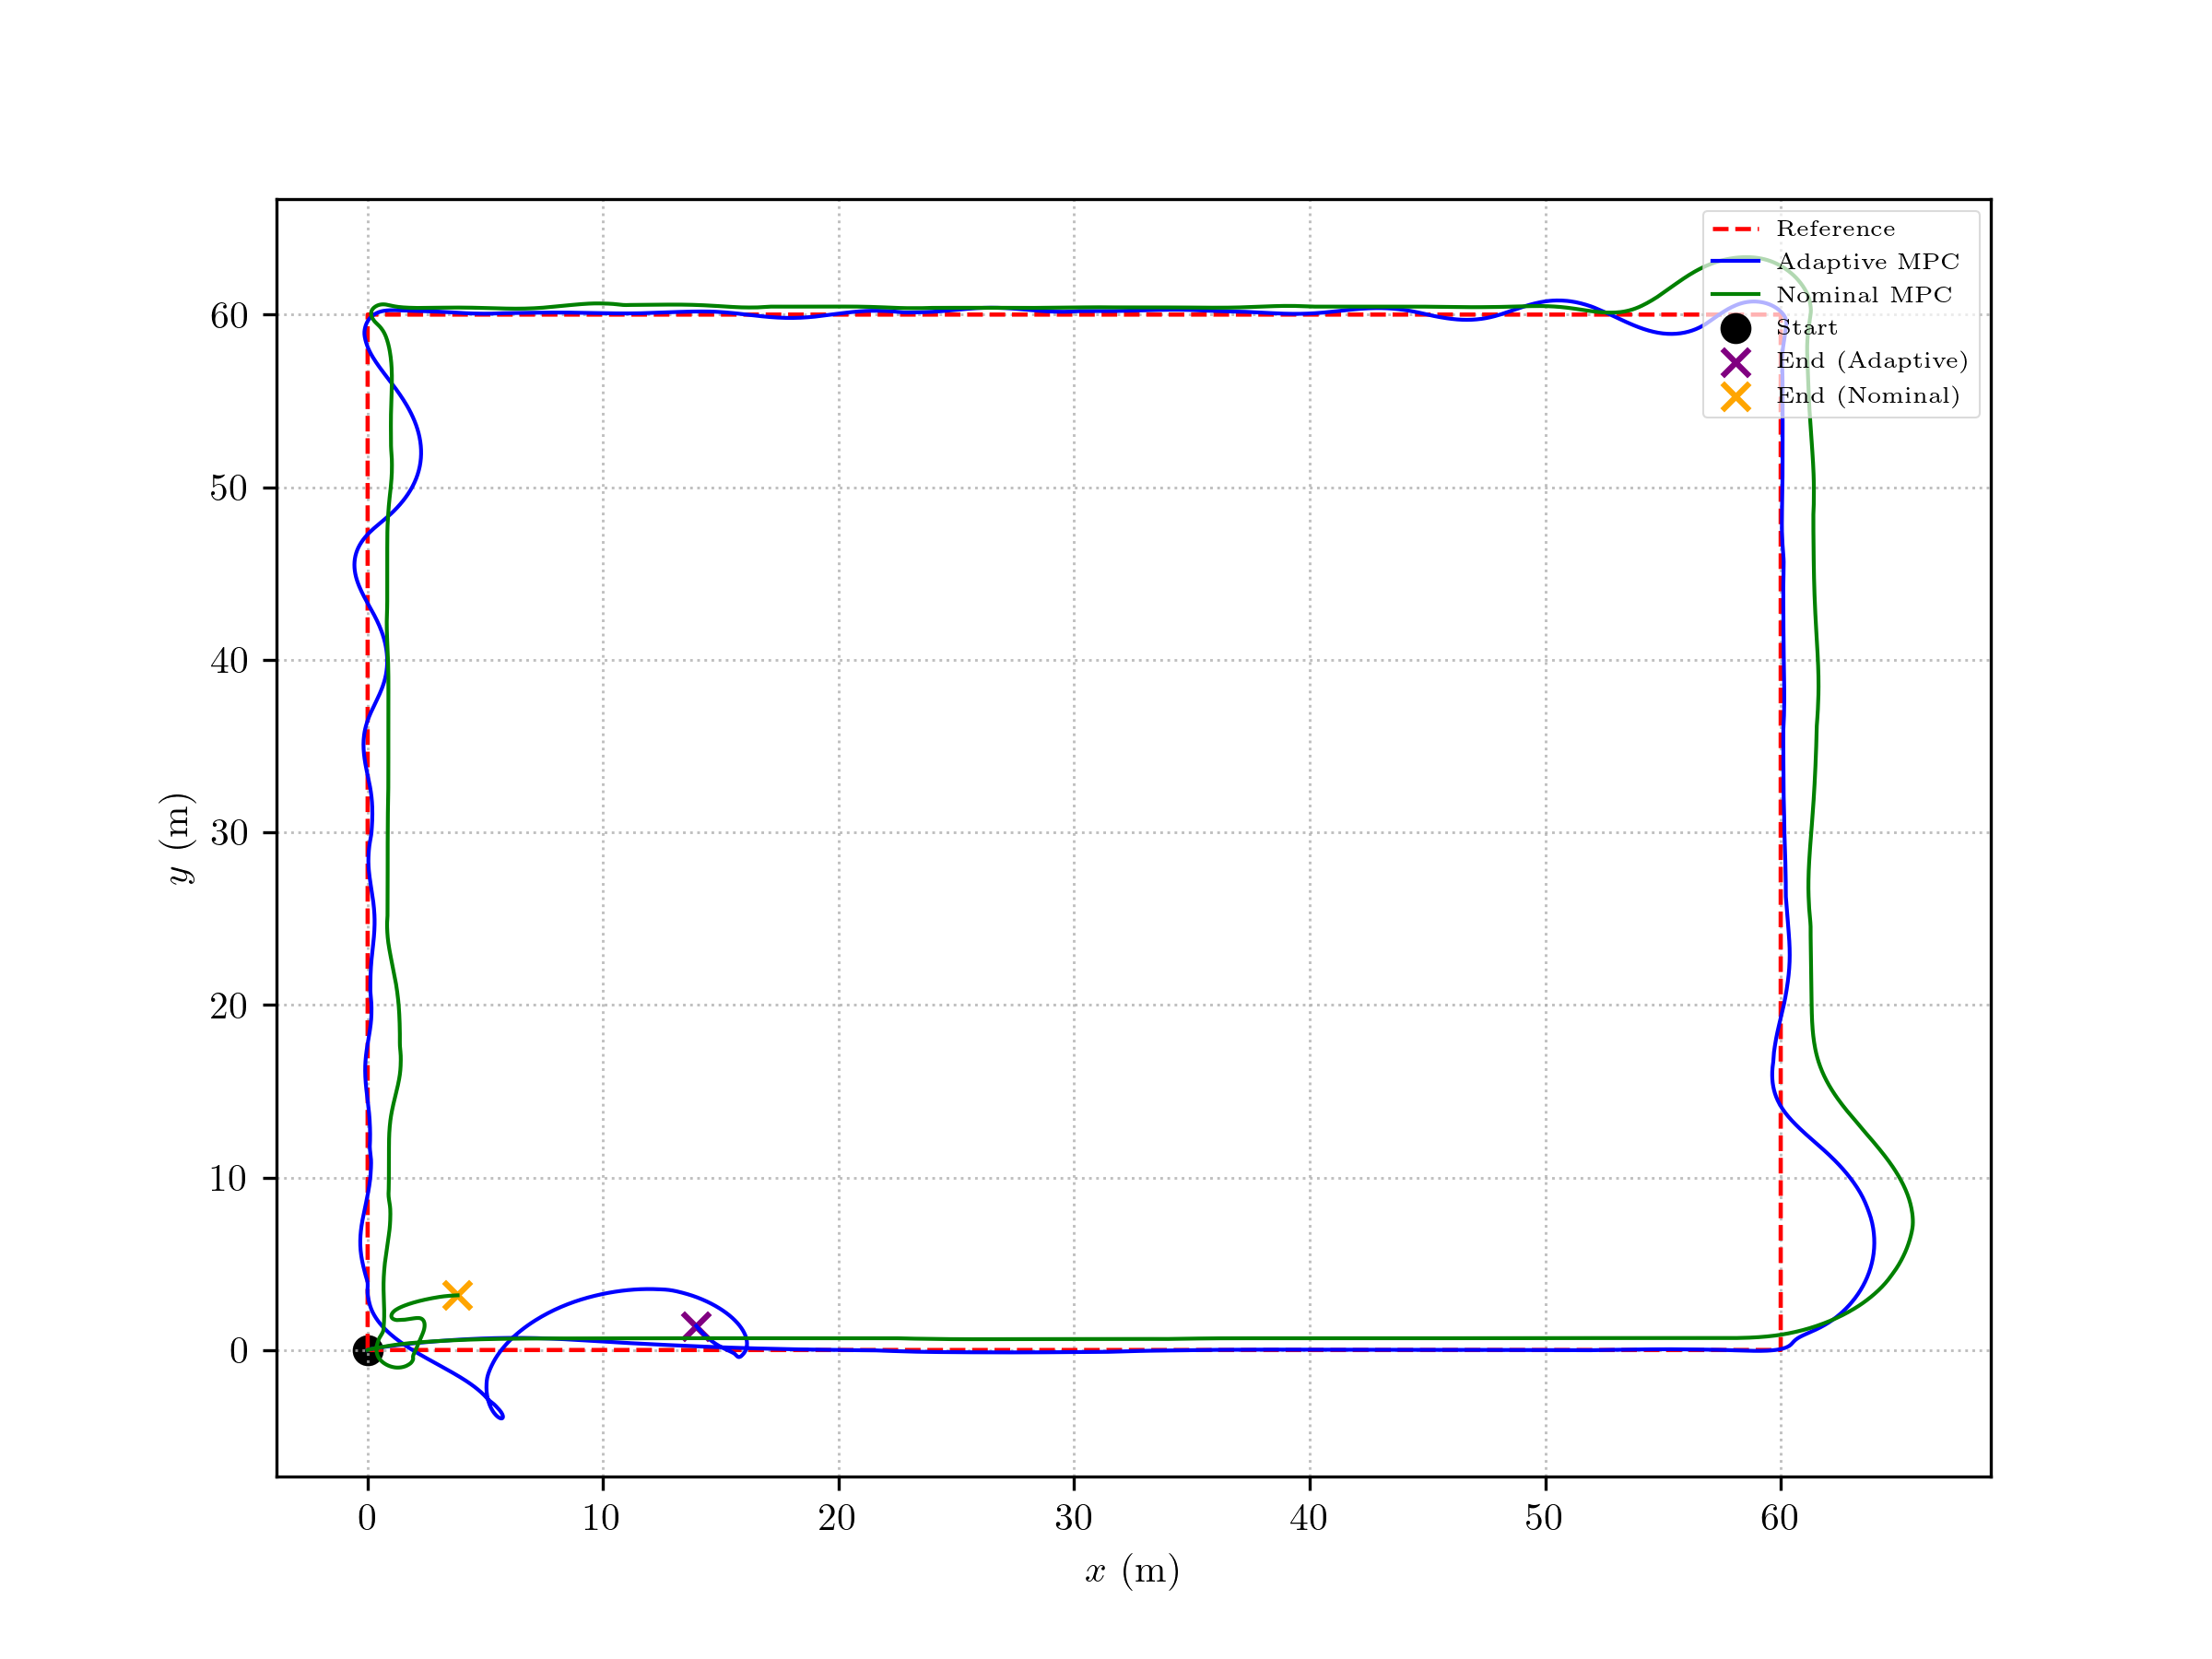 Reference
Adaptive MPC
Nominal MPC
Start
End (Adaptive)
End (Nominal)
60
50
40
30
20
10
0
y (m)
0 10 20 30 40 50 60
x (m)